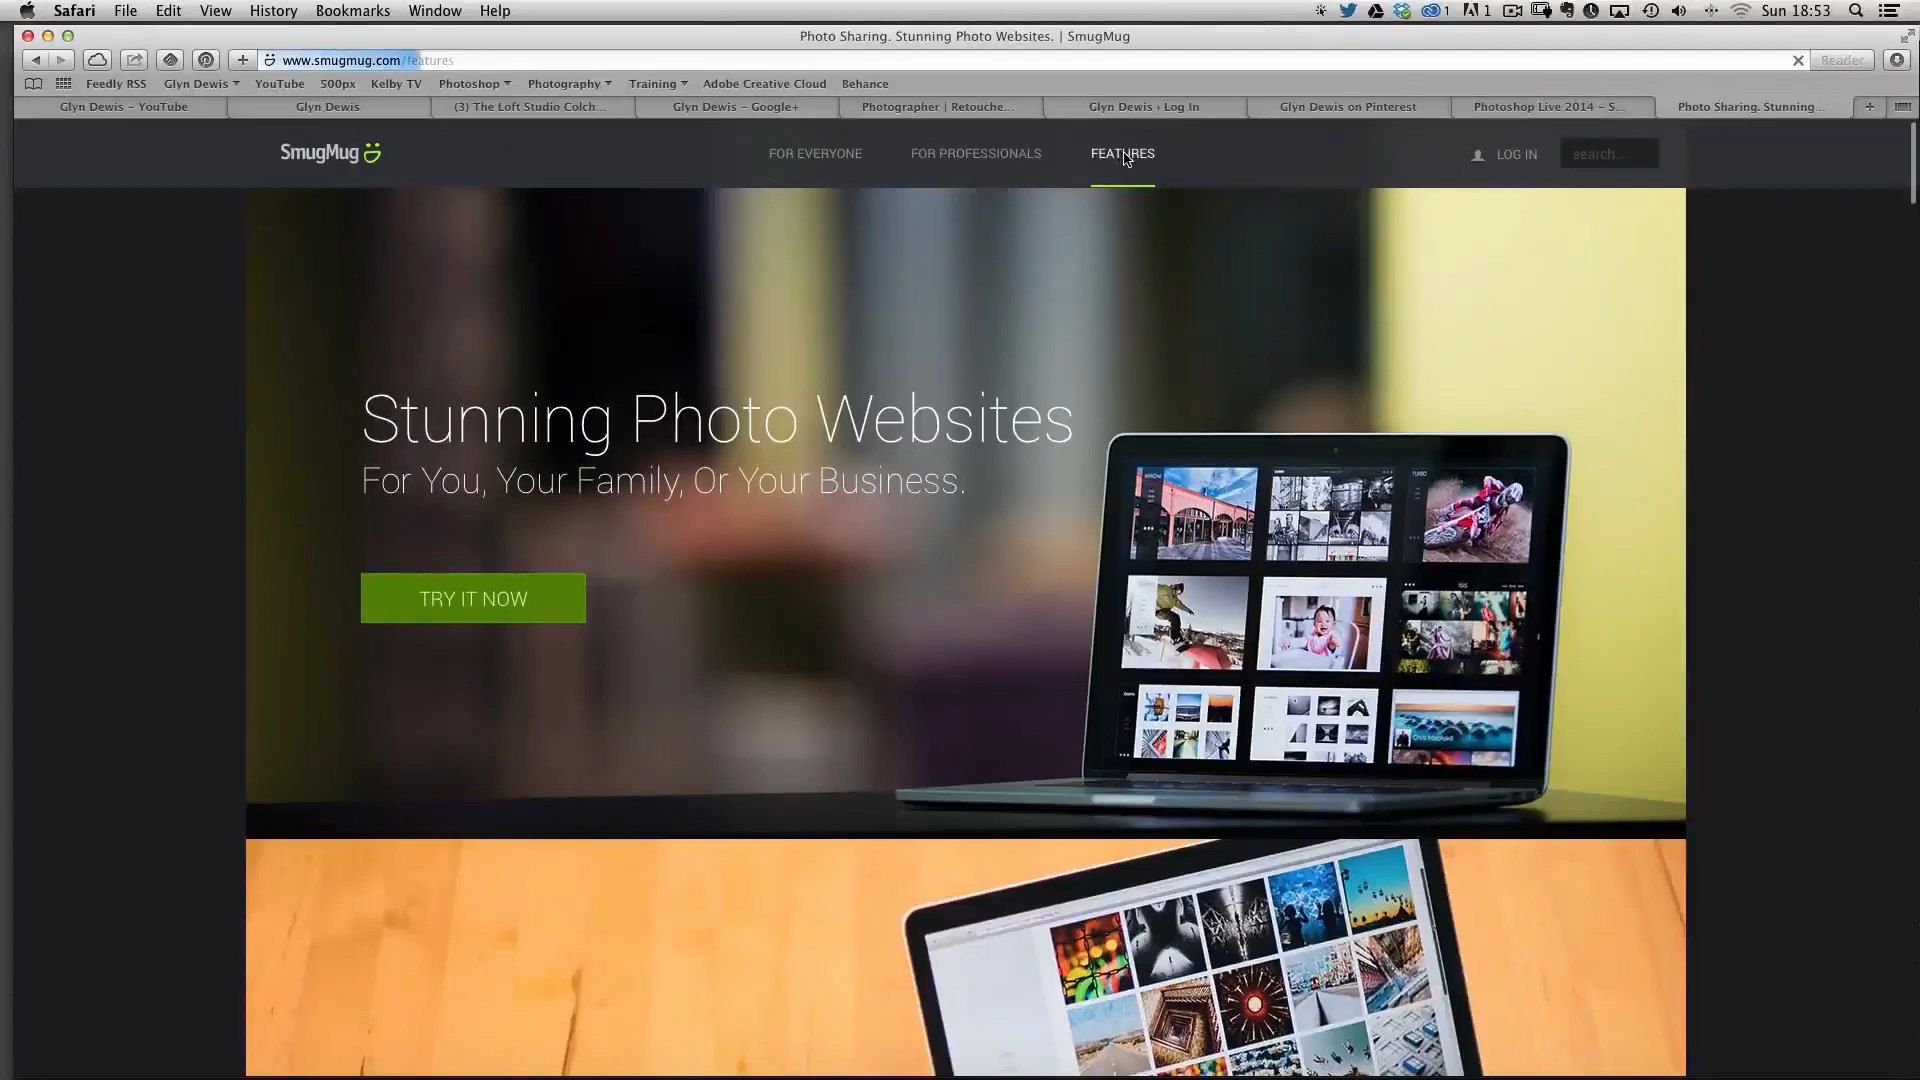 Safari File Edit View History Bookmarks Window Help 1 1 Sun 18:53
Photo Sharing. Stunning Photo Websites. | SmugMug
www.smugmug.com/features Reader
Feedly RSS Glyn Dewis YouTube 500px Kelby TV Photoshop Photography Training Adobe Creative Cloud Behance
Glyn Dewis – YouTube Glyn Dewis (3) The Loft Studio Colch... Glyn Dewis – Google+ Photographer | Retouche... Glyn Dewis › Log In Glyn Dewis on Pinterest Photoshop Live 2014 – S... Photo Sharing. Stunning...
SmugMug FOR EVERYONE FOR PROFESSIONALS FEATURES LOG IN search...
Stunning Photo Websites
For You, Your Family, Or Your Business.
TRY IT NOW